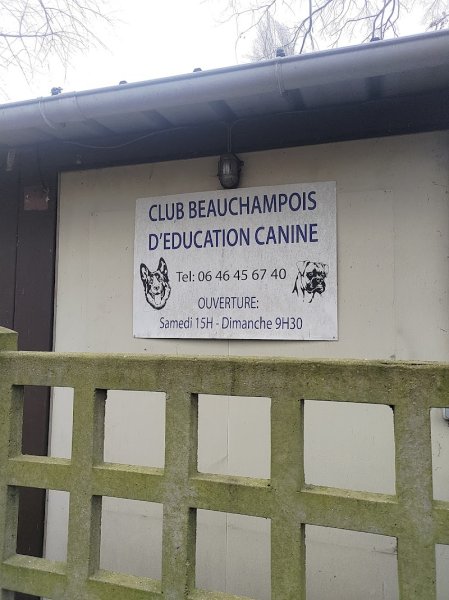 CLUB BEAUCHAMPOIS
D'EDUCATION CANINE
Tel: 06 46 45 67 40
OUVERTURE:
Samedi 15H - Dimanche 9H30